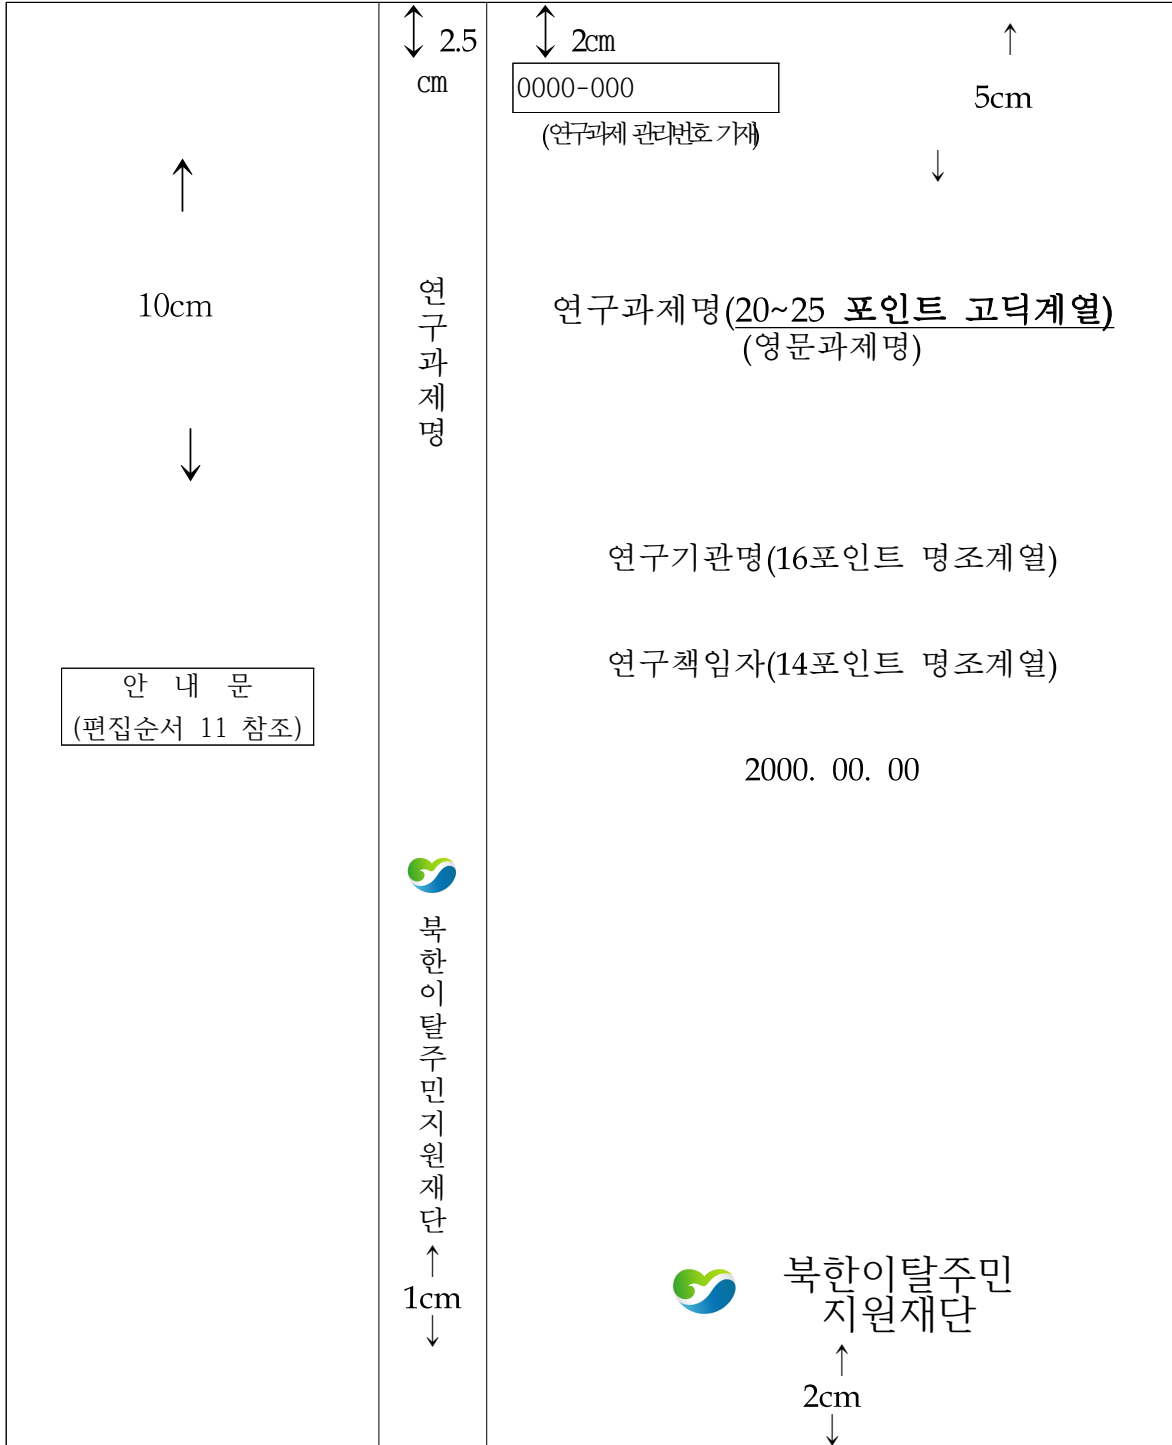 10cm
안 내 문
(편집순서 11 참조)
2.5
cm
연
구
과
제
명
북
한
이
탈
주
민
지
원
재
단
1cm
2cm
0000-000
(연구과제 관리번호 기재)
5cm
연구과제명(20~25 포인트 고딕계열)
(영문과제명)
연구기관명(16포인트 명조계열)
연구책임자(14포인트 명조계열)
2000. 00. 00
북한이탈주민
지원재단
2cm